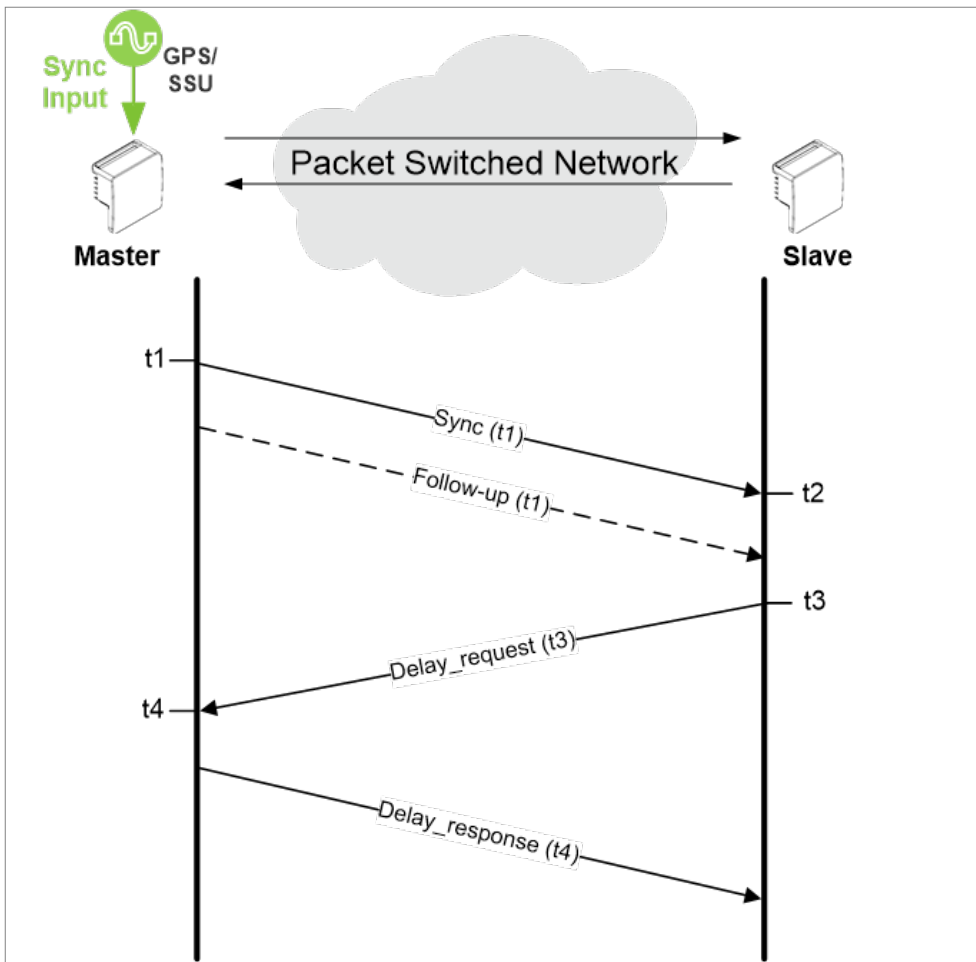 Sync
Input
GPS/
SSU
Packet Switched Network
Master
Slave
t1
Sync (t1)
Follow-up (t1)
t2
t3
Delay_request (t3)
t4
Delay_response (t4)